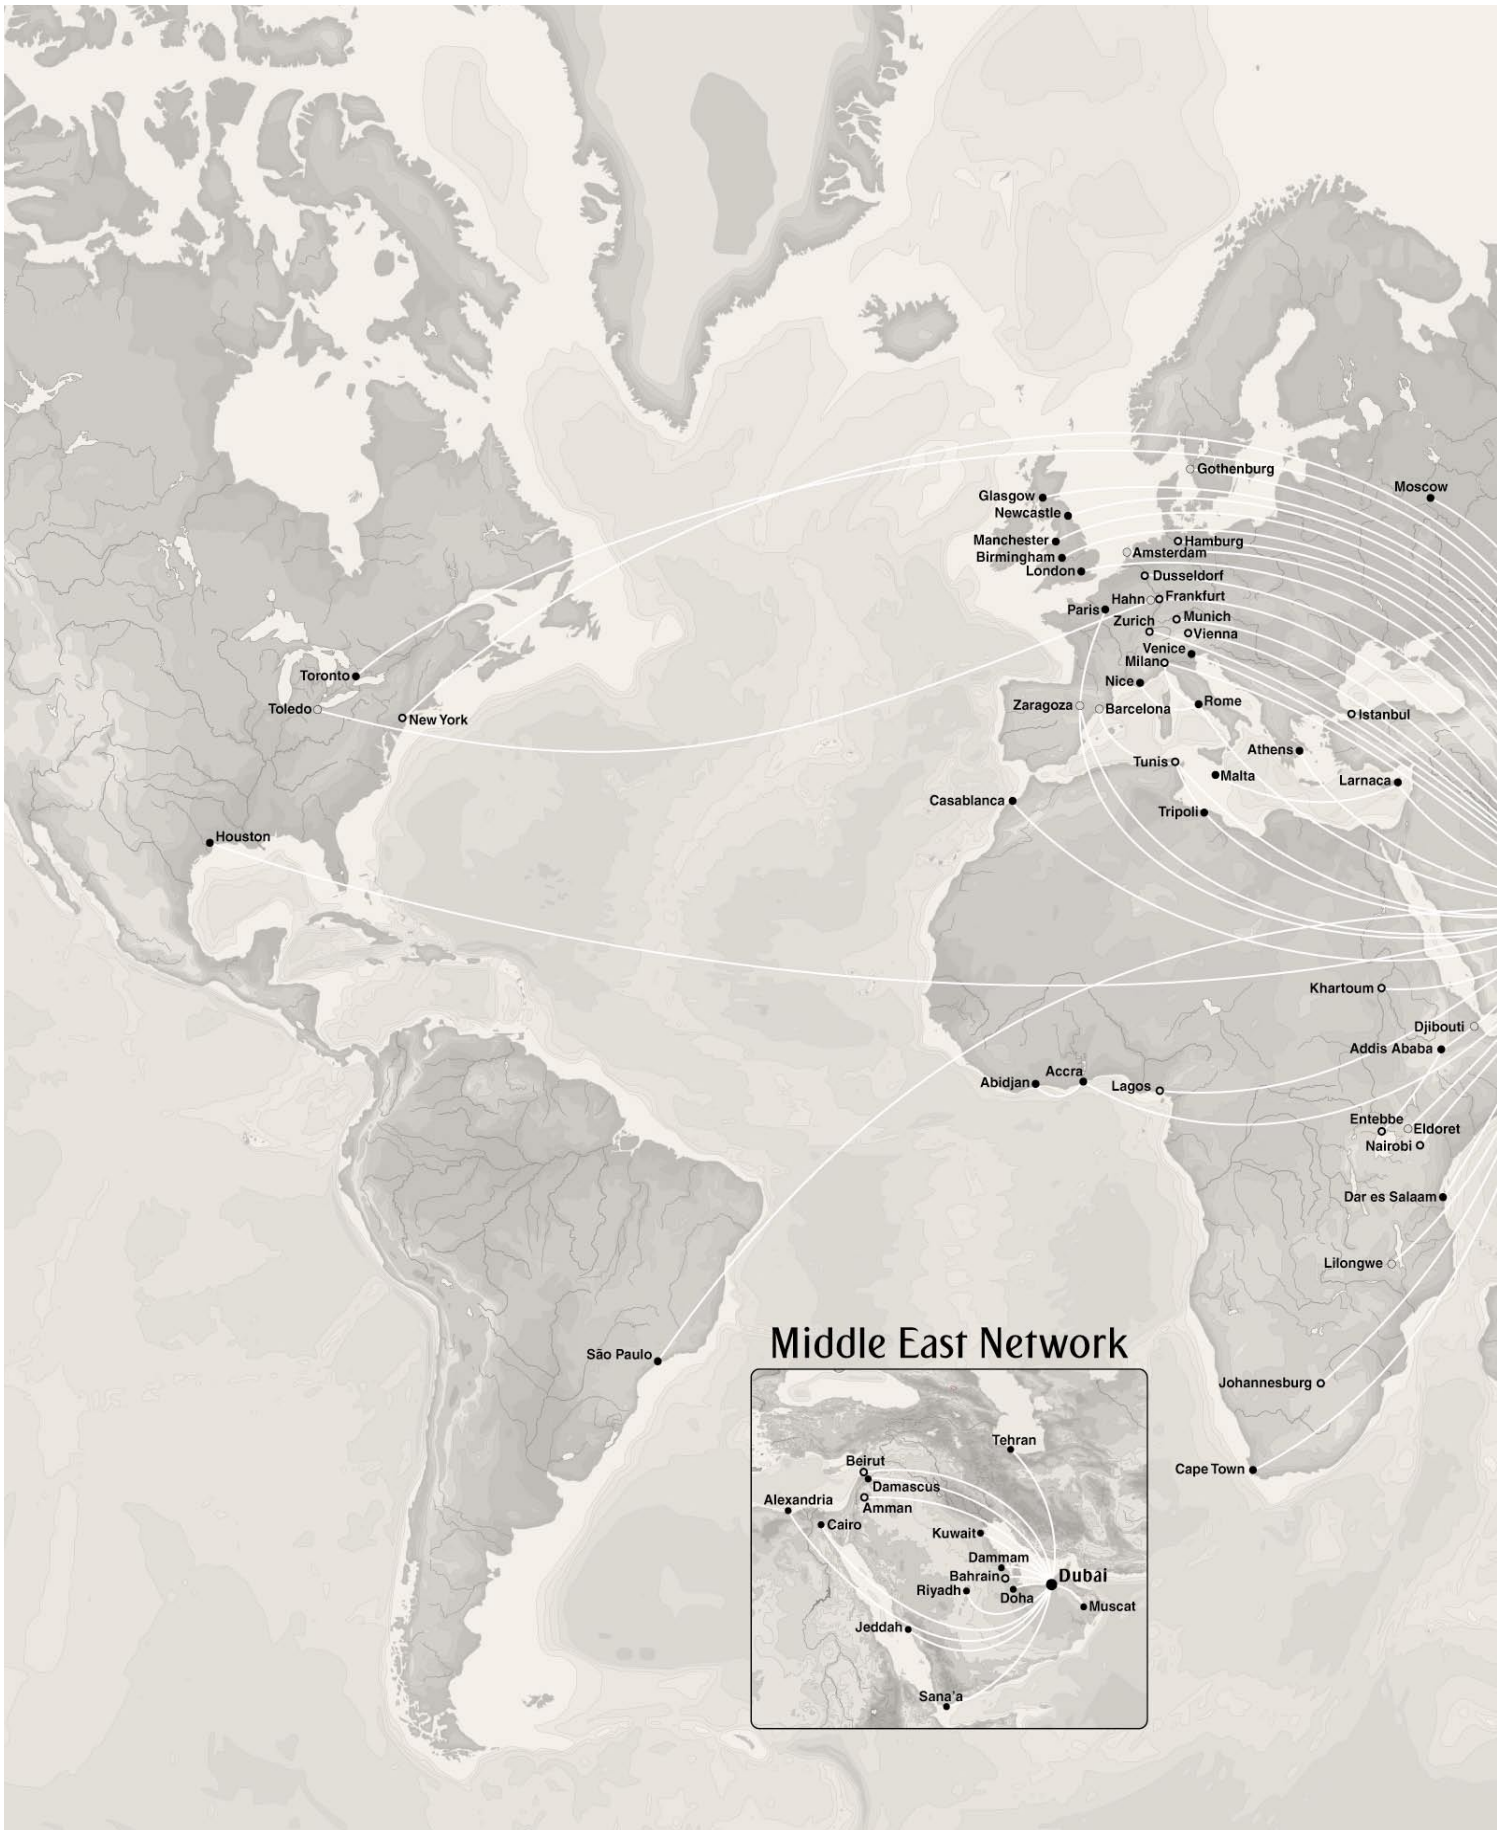 Gothenburg
Moscow
Glasgow
Newcastle
Manchester
Hamburg
Birmingham
Amsterdam
London
Dusseldorf
Hahn
Frankfurt
Paris
Zurich
Munich
Vienna
Venice
Milano
Toronto
Nice
Toledo
New York
Zaragoza
Barcelona
Rome
Istanbul
Athens
Tunis
Malta
Larnaca
Casablanca
Tripoli
Houston
Khartoum
Djibouti
Addis Ababa
Abidjan
Accra
Lagos
Entebbe
Eldoret
Nairobi
Dar es Salaam
Lilongwe
São Paulo
Johannesburg
Cape Town
Middle East Network
Tehran
Beirut
Damascus
Alexandria
Amman
Cairo
Kuwait
Dammam
Bahrain
Dubai
Riyadh
Doha
Muscat
Jeddah
Sana'a